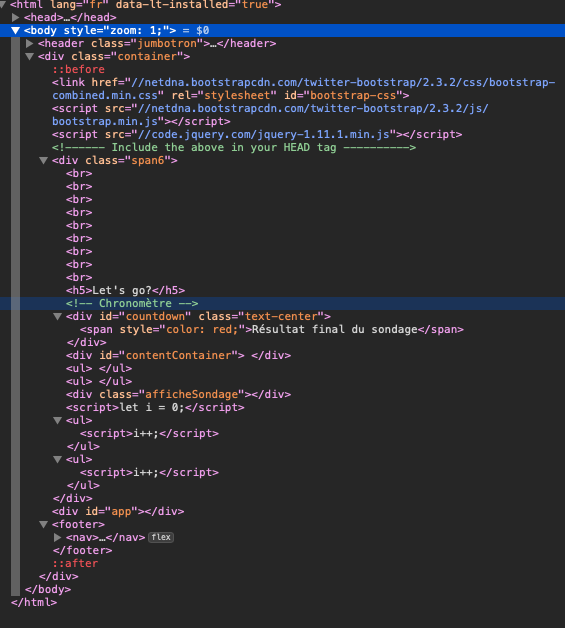 <html lang="fr" data-lt-installed="true">
<head>…</head>
<body style="zoom: 1;"> = $0
<header class="jumbotron">…</header>
<div class="container">
::before
<link href="//netdna.bootstrapcdn.com/twitter-bootstrap/2.3.2/css/bootstrap-
combined.min.css" rel="stylesheet" id="bootstrap-css">
<script src="//netdna.bootstrapcdn.com/twitter-bootstrap/2.3.2/js/
bootstrap.min.js"></script>
<script src="//code.jquery.com/jquery-1.11.1.min.js"></script>
<!------ Include the above in your HEAD tag ---------->
<div class="span6">
<br>
<br>
<br>
<br>
<br>
<br>
<br>
<br>
<br>
<h5>Let's go?</h5>
<!-- Chronomètre -->
<div id="countdown" class="text-center">
<span style="color: red;">Résultat final du sondage</span>
</div>
<div id="contentContainer"> </div>
<ul> </ul>
<ul> </ul>
<div class="afficheSondage"></div>
<script>let i = 0;</script>
<ul>
<script>i++;</script>
</ul>
<ul>
<script>i++;</script>
</ul>
</div>
<div id="app"></div>
<footer>
<nav>…</nav> flex
</footer>
::after
</div>
</body>
</html>